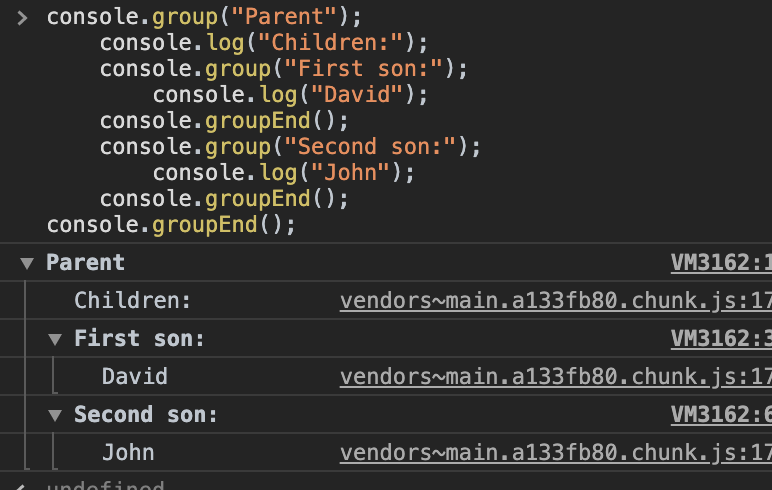 console.group("Parent");
console.log("Children:");
console.group("First son:");
console.log("David");
console.groupEnd();
console.group("Second son:");
console.log("John");
console.groupEnd();
console.groupEnd();
Parent VM3162:1
Children: vendors~main.a133fb80.chunk.js:17
First son: VM3162:3
David vendors~main.a133fb80.chunk.js:17
Second son: VM3162:6
John vendors~main.a133fb80.chunk.js:17
undefined